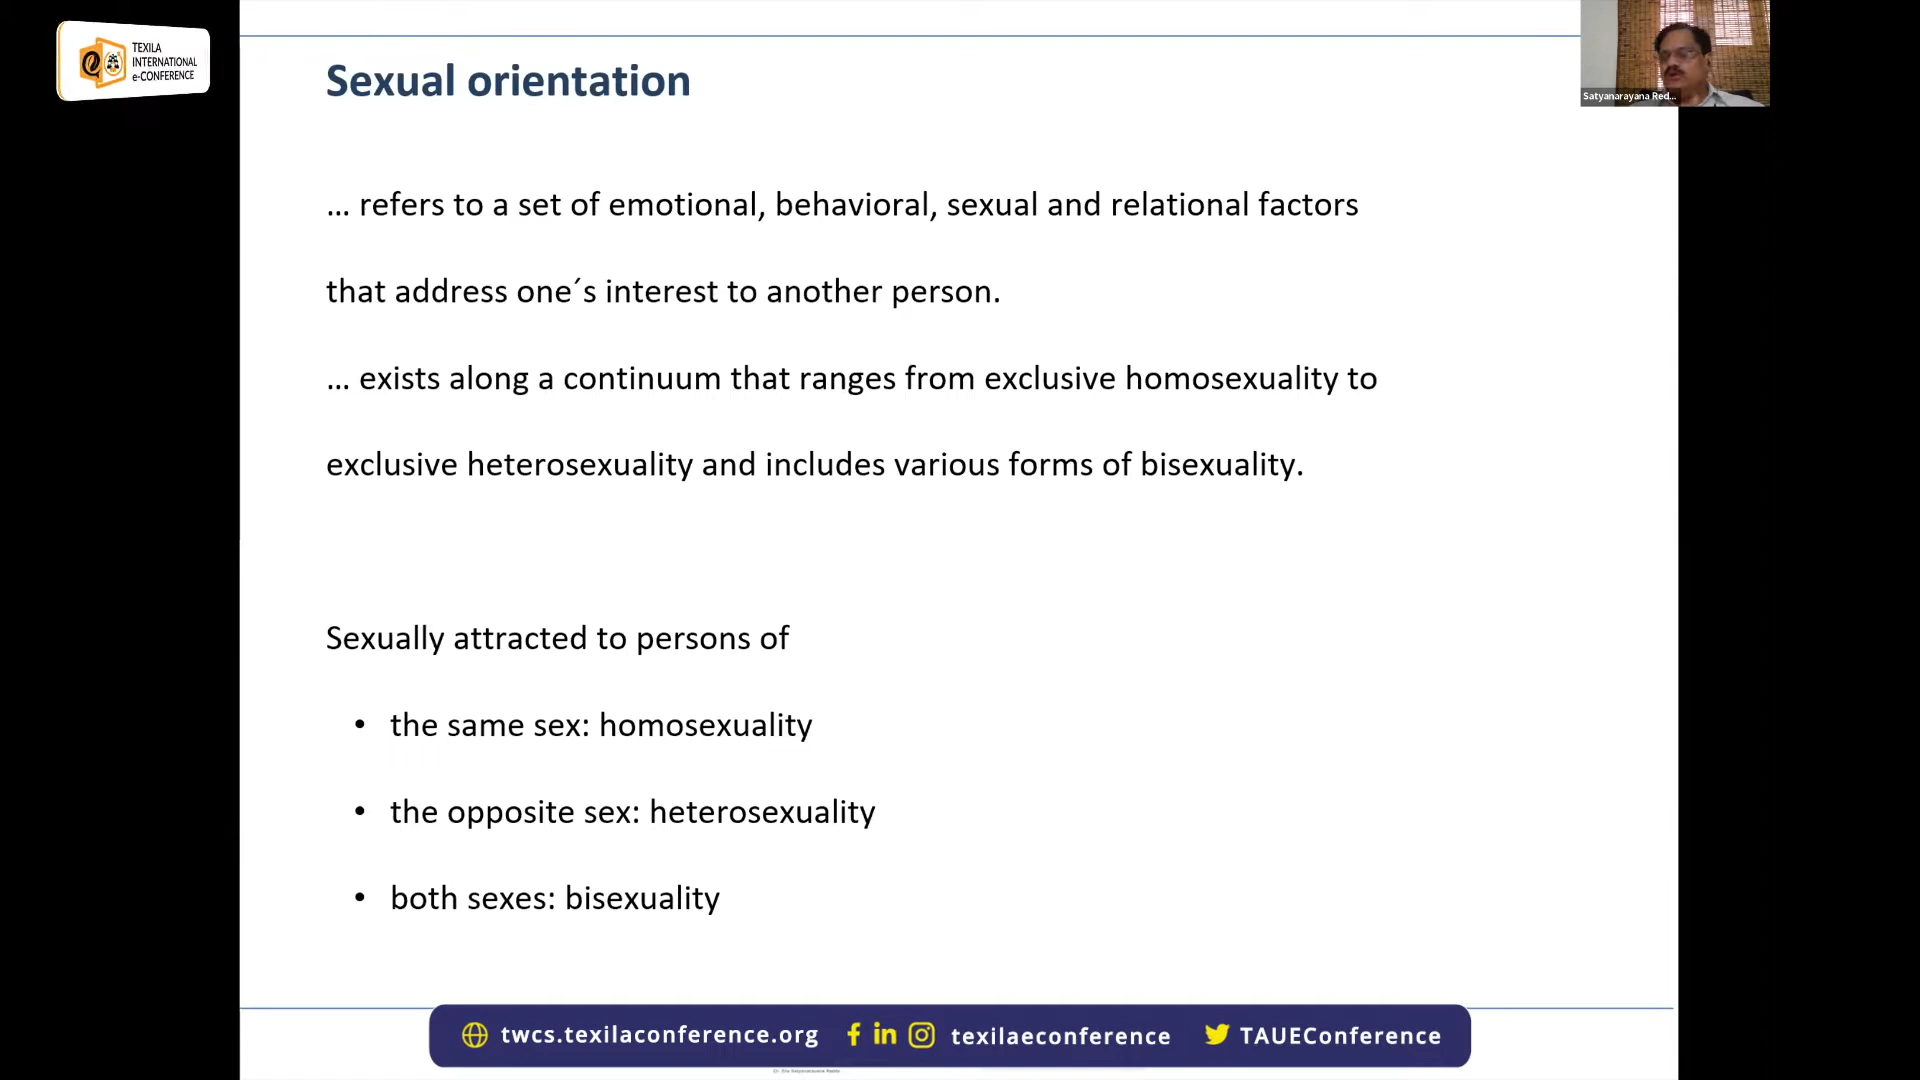 TEXILA
INTERNATIONAL
e-CONFERENCE
Sexual orientation
Satyanarayana Red...
... refers to a set of emotional, behavioral, sexual and relational factors
that address one´s interest to another person.
... exists along a continuum that ranges from exclusive homosexuality to
exclusive heterosexuality and includes various forms of bisexuality.
Sexually attracted to persons of
• the same sex: homosexuality
• the opposite sex: heterosexuality
• both sexes: bisexuality
twcs.texilaconference.org texilaeconference TAUEConference